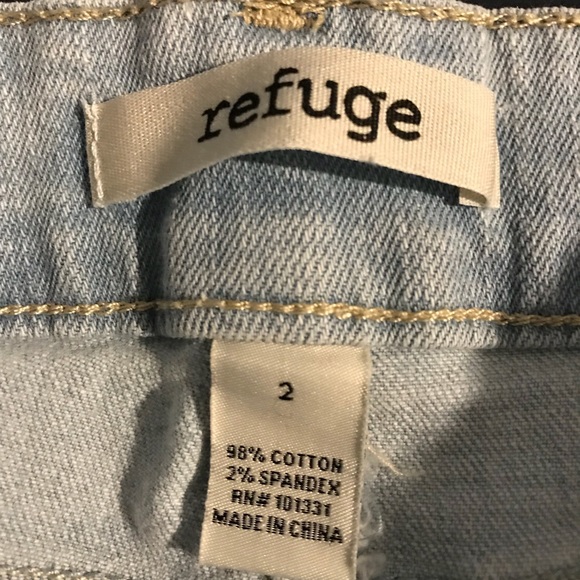 refuge
2
98% COTTON
2% SPANDEX
RN# 101331
MADE IN CHINA